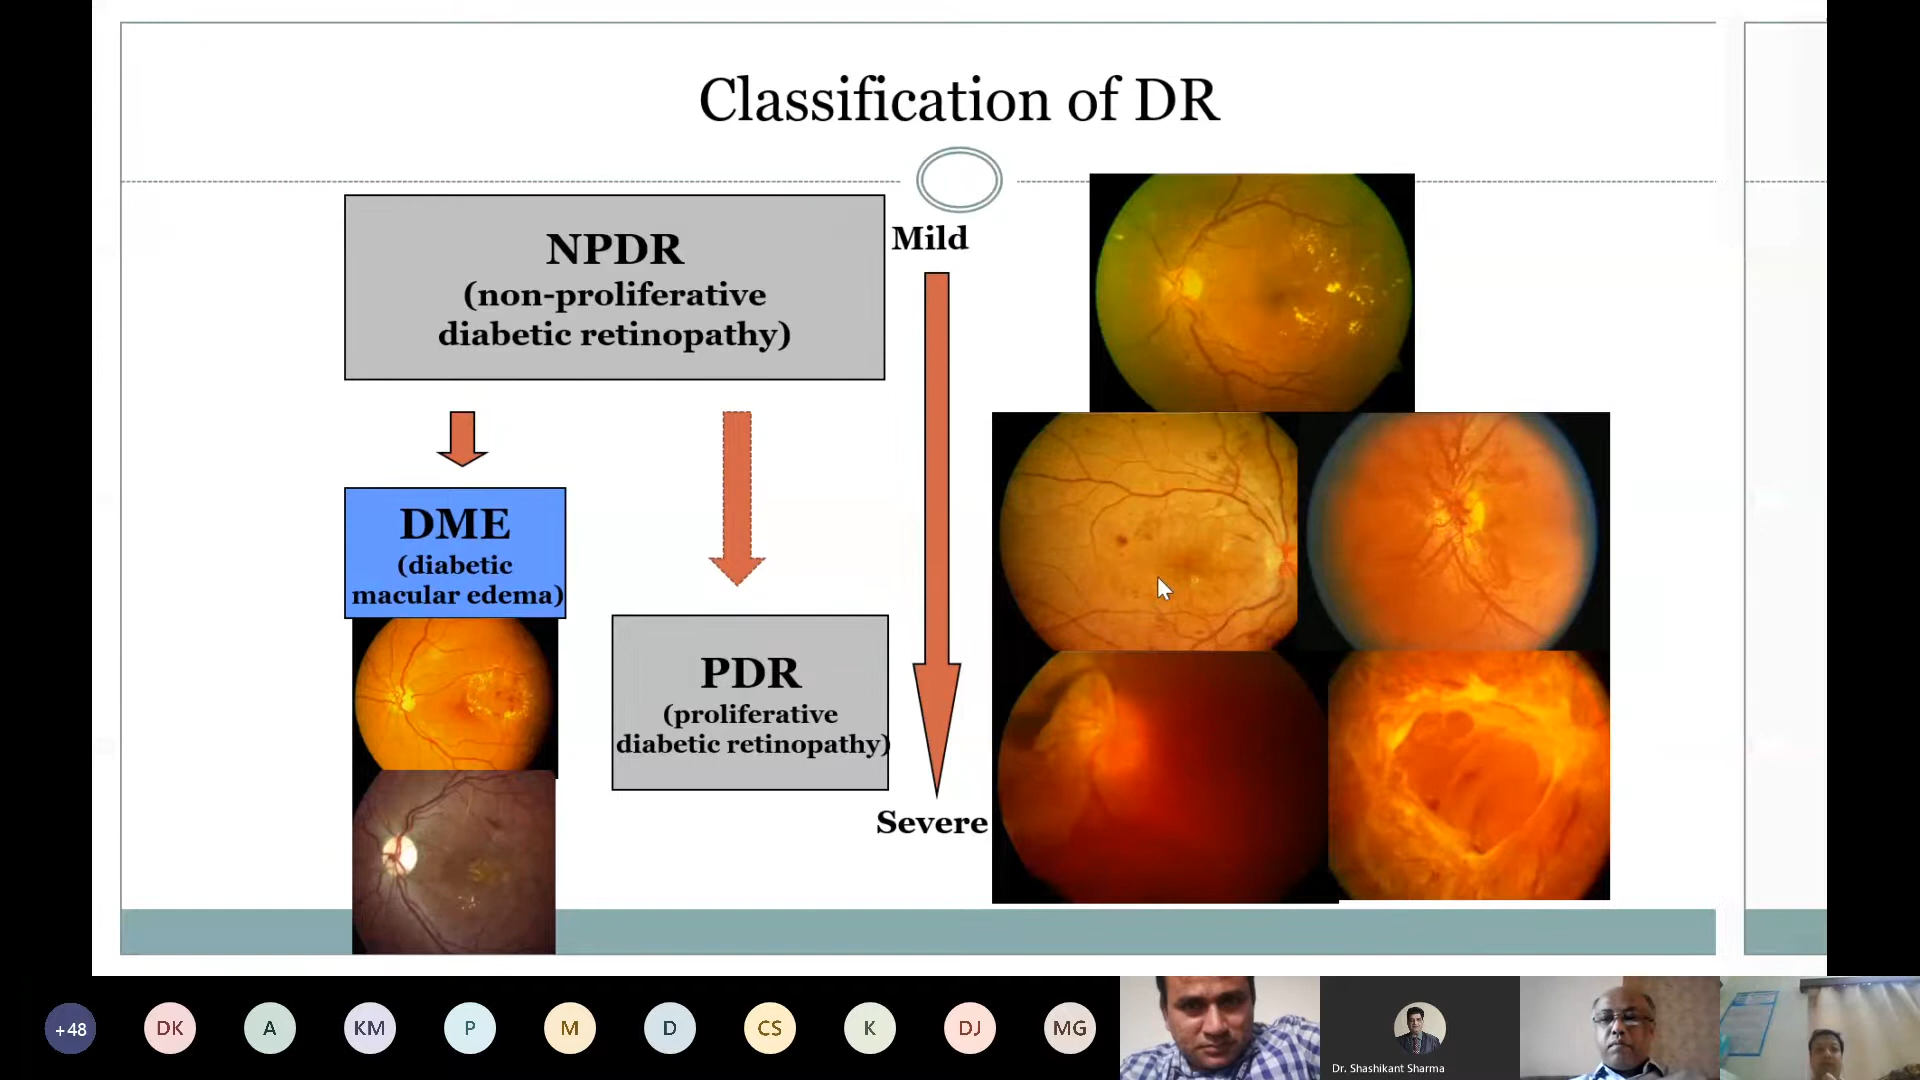 Classification of DR
NPDR
(non-proliferative
diabetic retinopathy)
Mild
DME
(diabetic
macular edema)
PDR
(proliferative
diabetic retinopathy)
Severe
+48
DK
A
KM
P
M
D
CS
K
DJ
MG
Dr. Shashikant Sharma